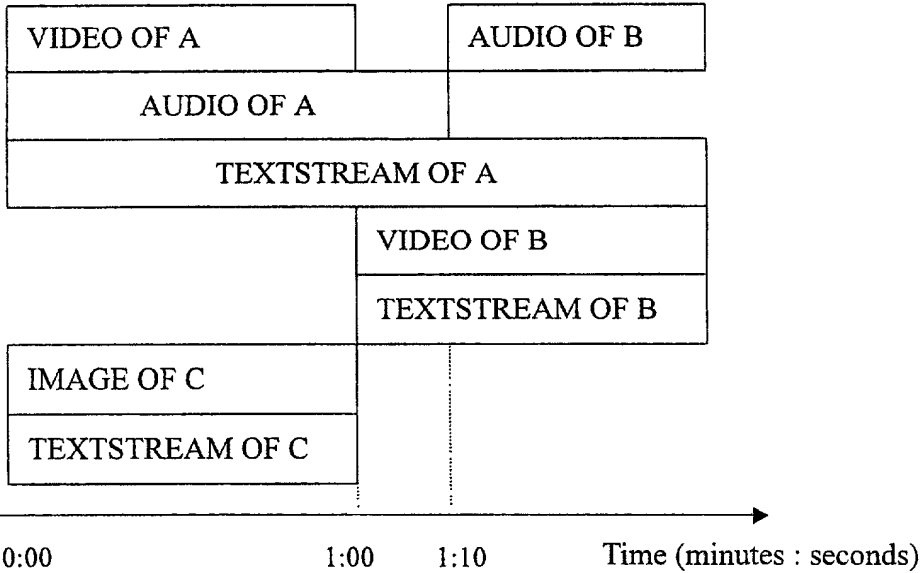 VIDEO OF A
AUDIO OF B
AUDIO OF A
TEXTSTREAM OF A
VIDEO OF B
TEXTSTREAM OF B
IMAGE OF C
TEXTSTREAM OF C
0:00 1:00 1:10 Time (minutes : seconds)